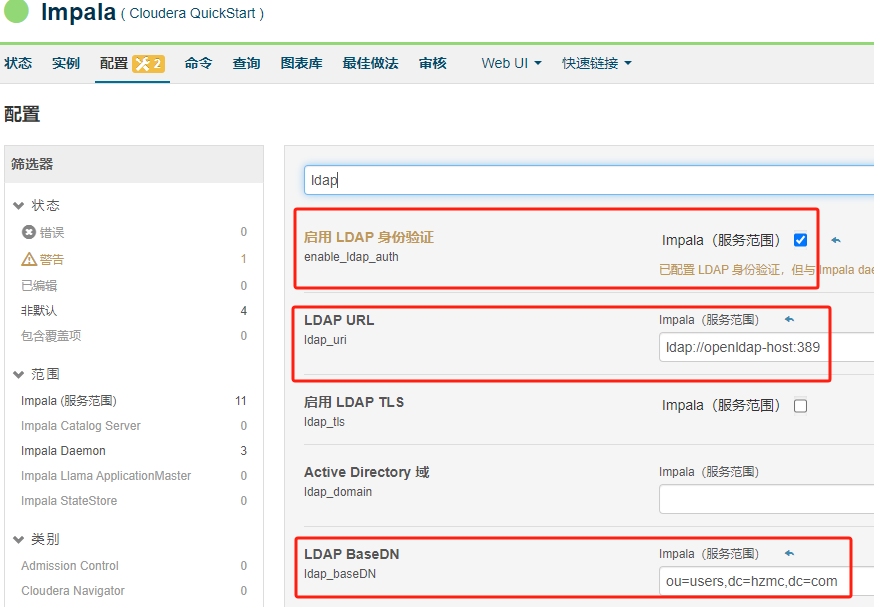 Impala ( Cloudera QuickStart )
状态 实例 配置 2 命令 查询 图表库 最佳做法 审核 Web UI 快速链接
配置
筛选器
状态
错误 0
警告 1
已编辑 0
非默认 4
包含覆盖项 0
范围
Impala (服务范围) 11
Impala Catalog Server 0
Impala Daemon 3
Impala Llama ApplicationMaster 0
Impala StateStore 0
类别
Admission Control 0
Cloudera Navigator 0
ldap
启用 LDAP 身份验证 Impala（服务范围）
enable_ldap_auth
已配置 LDAP 身份验证，但与 Impala dae
LDAP URL Impala（服务范围）
ldap_uri ldap://openldap-host:389
启用 LDAP TLS Impala（服务范围）
ldap_tls
Active Directory 域 Impala（服务范围）
ldap_domain
LDAP BaseDN Impala（服务范围）
ldap_baseDN ou=users,dc=hzmc,dc=com